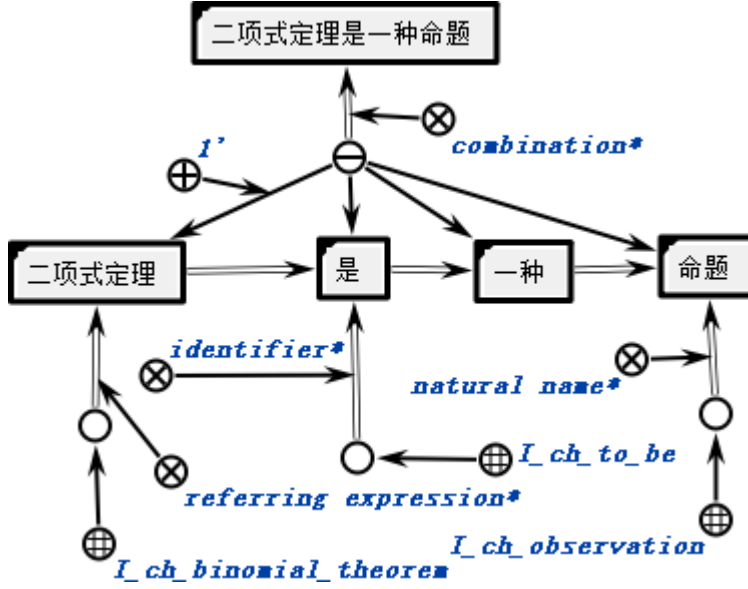 二项式定理是一种命题
1'
combination*
二项式定理
是
一种
命题
identifier*
natural name*
I_ch_to_be
referring expression*
I_ch_observation
I_ch_binomial_theorem